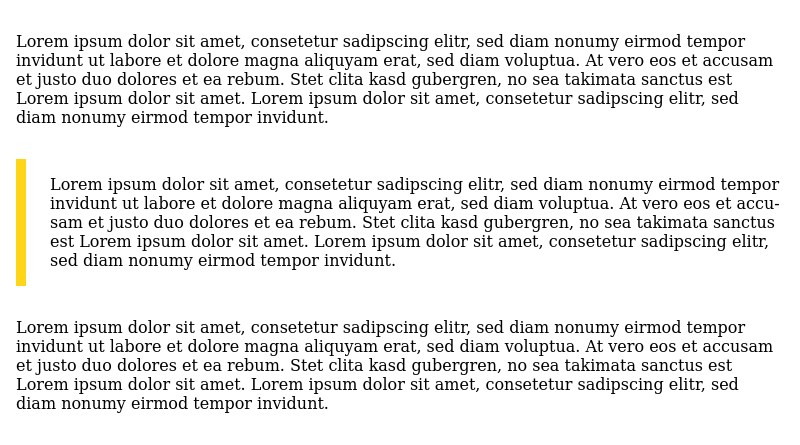 Lorem ipsum dolor sit amet, consetetur sadipscing elitr, sed diam nonumy eirmod tempor
invidunt ut labore et dolore magna aliquyam erat, sed diam voluptua. At vero eos et accusam
et justo duo dolores et ea rebum. Stet clita kasd gubergren, no sea takimata sanctus est
Lorem ipsum dolor sit amet. Lorem ipsum dolor sit amet, consetetur sadipscing elitr, sed
diam nonumy eirmod tempor invidunt.
Lorem ipsum dolor sit amet, consetetur sadipscing elitr, sed diam nonumy eirmod tempor
invidunt ut labore et dolore magna aliquyam erat, sed diam voluptua. At vero eos et accu-
sam et justo duo dolores et ea rebum. Stet clita kasd gubergren, no sea takimata sanctus
est Lorem ipsum dolor sit amet. Lorem ipsum dolor sit amet, consetetur sadipscing elitr,
sed diam nonumy eirmod tempor invidunt.
Lorem ipsum dolor sit amet, consetetur sadipscing elitr, sed diam nonumy eirmod tempor
invidunt ut labore et dolore magna aliquyam erat, sed diam voluptua. At vero eos et accusam
et justo duo dolores et ea rebum. Stet clita kasd gubergren, no sea takimata sanctus est
Lorem ipsum dolor sit amet. Lorem ipsum dolor sit amet, consetetur sadipscing elitr, sed
diam nonumy eirmod tempor invidunt.